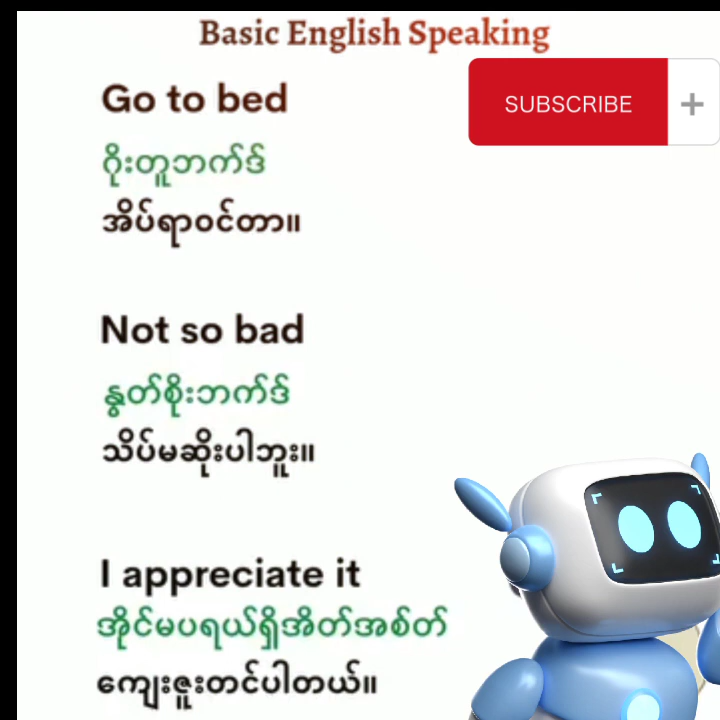 Basic English Speaking
Go to bed
SUBSCRIBE +
ဂိုးတူဘက်ဒ်
အိပ်ရာဝင်တာ။
Not so bad
နွတ်စိုးဘက်ဒ်
သိပ်မဆိုးပါဘူး။
I appreciate it
အိုင်မပရယ်ရှိအိတ်အစ်တ်
ကျေးဇူးတင်ပါတယ်။